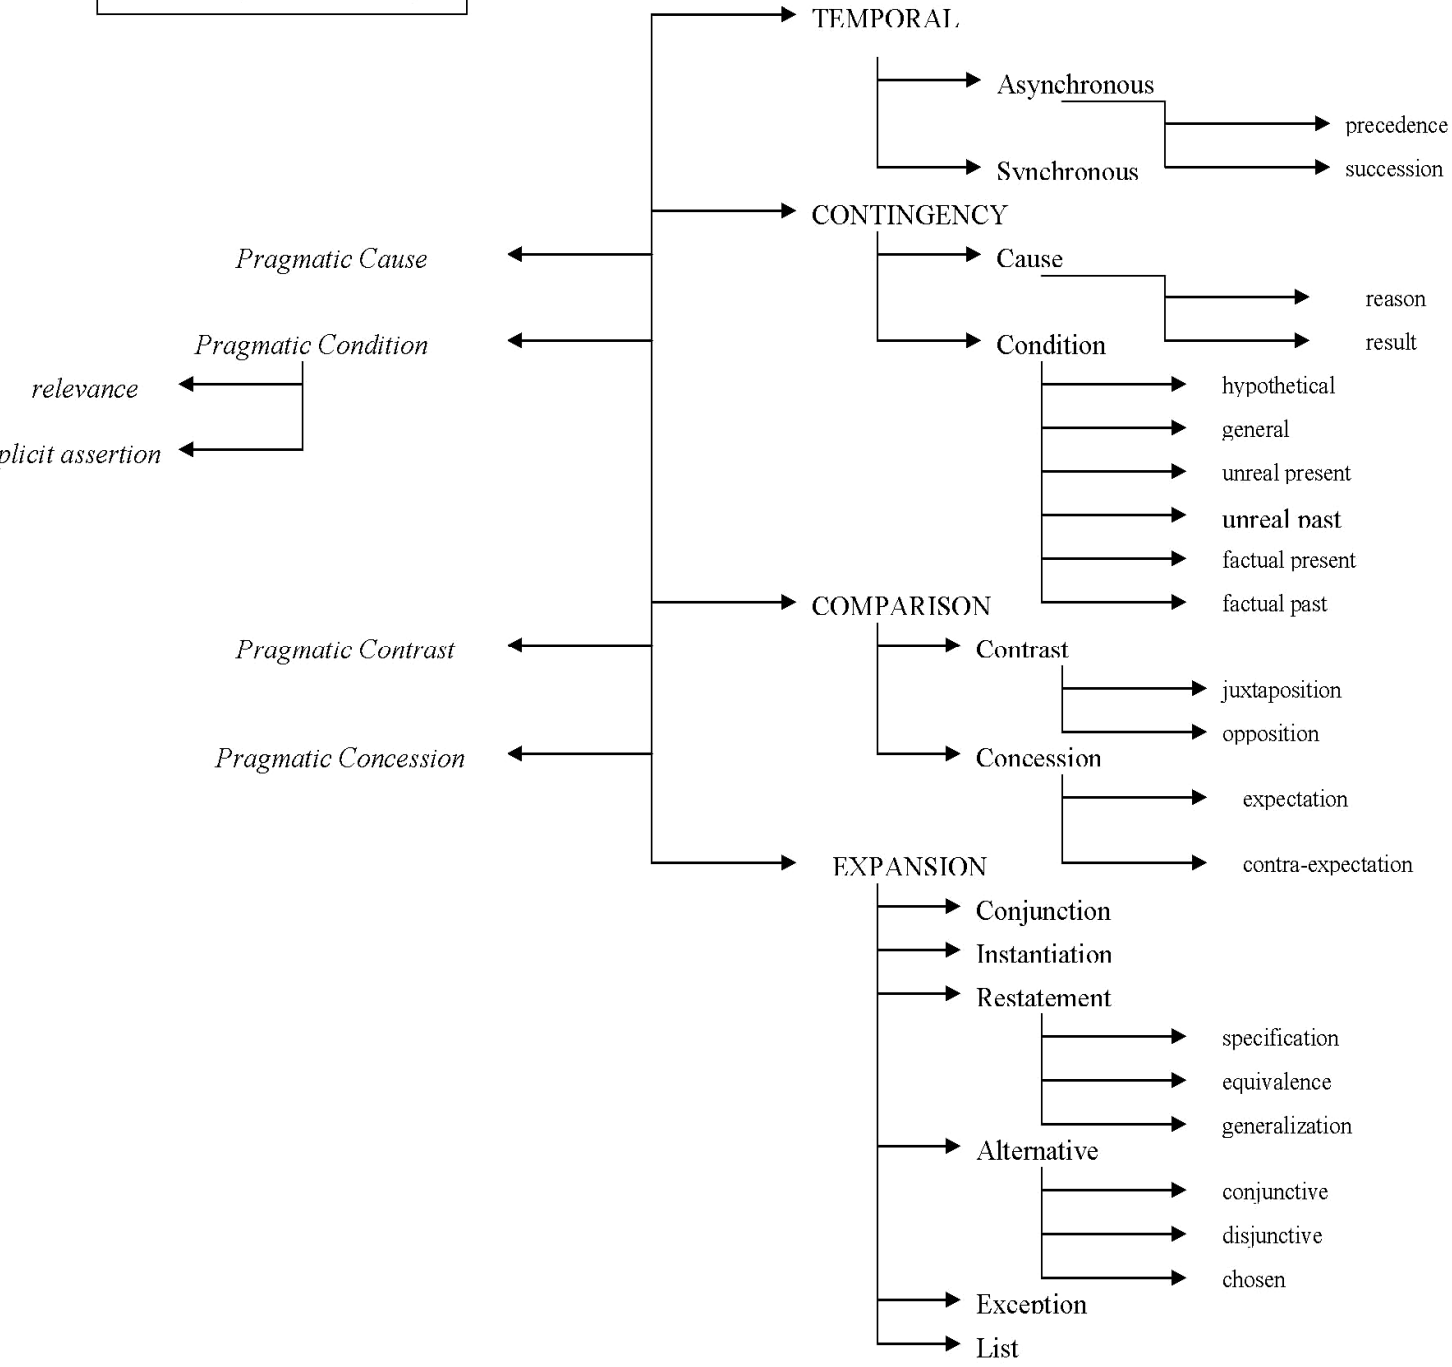 TEMPORAL
Asynchronous
precedence
Synchronous
succession
CONTINGENCY
Pragmatic Cause
Cause
reason
Pragmatic Condition
Condition
result
relevance
hypothetical
general
plicit assertion
unreal present
unreal past
factual present
COMPARISON
factual past
Pragmatic Contrast
Contrast
juxtaposition
opposition
Pragmatic Concession
Concession
expectation
EXPANSION
contra-expectation
Conjunction
Instantiation
Restatement
specification
equivalence
generalization
Alternative
conjunctive
disjunctive
chosen
Exception
List